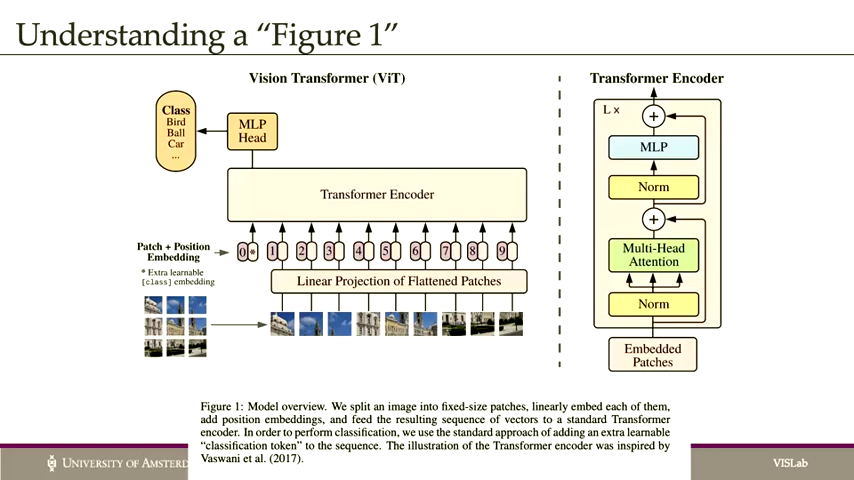 Understanding a “Figure 1”
Vision Transformer (ViT)
Class
Bird
Ball
Car
...
MLP
Head
Transformer Encoder
Patch + Position
Embedding
* Extra learnable
[class] embedding
0 * 1 2 3 4 5 6 7 8 9
Linear Projection of Flattened Patches
Transformer Encoder
L ×
+
MLP
Norm
+
Multi-Head
Attention
Norm
Embedded
Patches
Figure 1: Model overview. We split an image into fixed-size patches, linearly embed each of them,
add position embeddings, and feed the resulting sequence of vectors to a standard Transformer
encoder. In order to perform classification, we use the standard approach of adding an extra learnable
“classification token” to the sequence. The illustration of the Transformer encoder was inspired by
Vaswani et al. (2017).
UNIVERSITY OF AMSTERD
VISLab